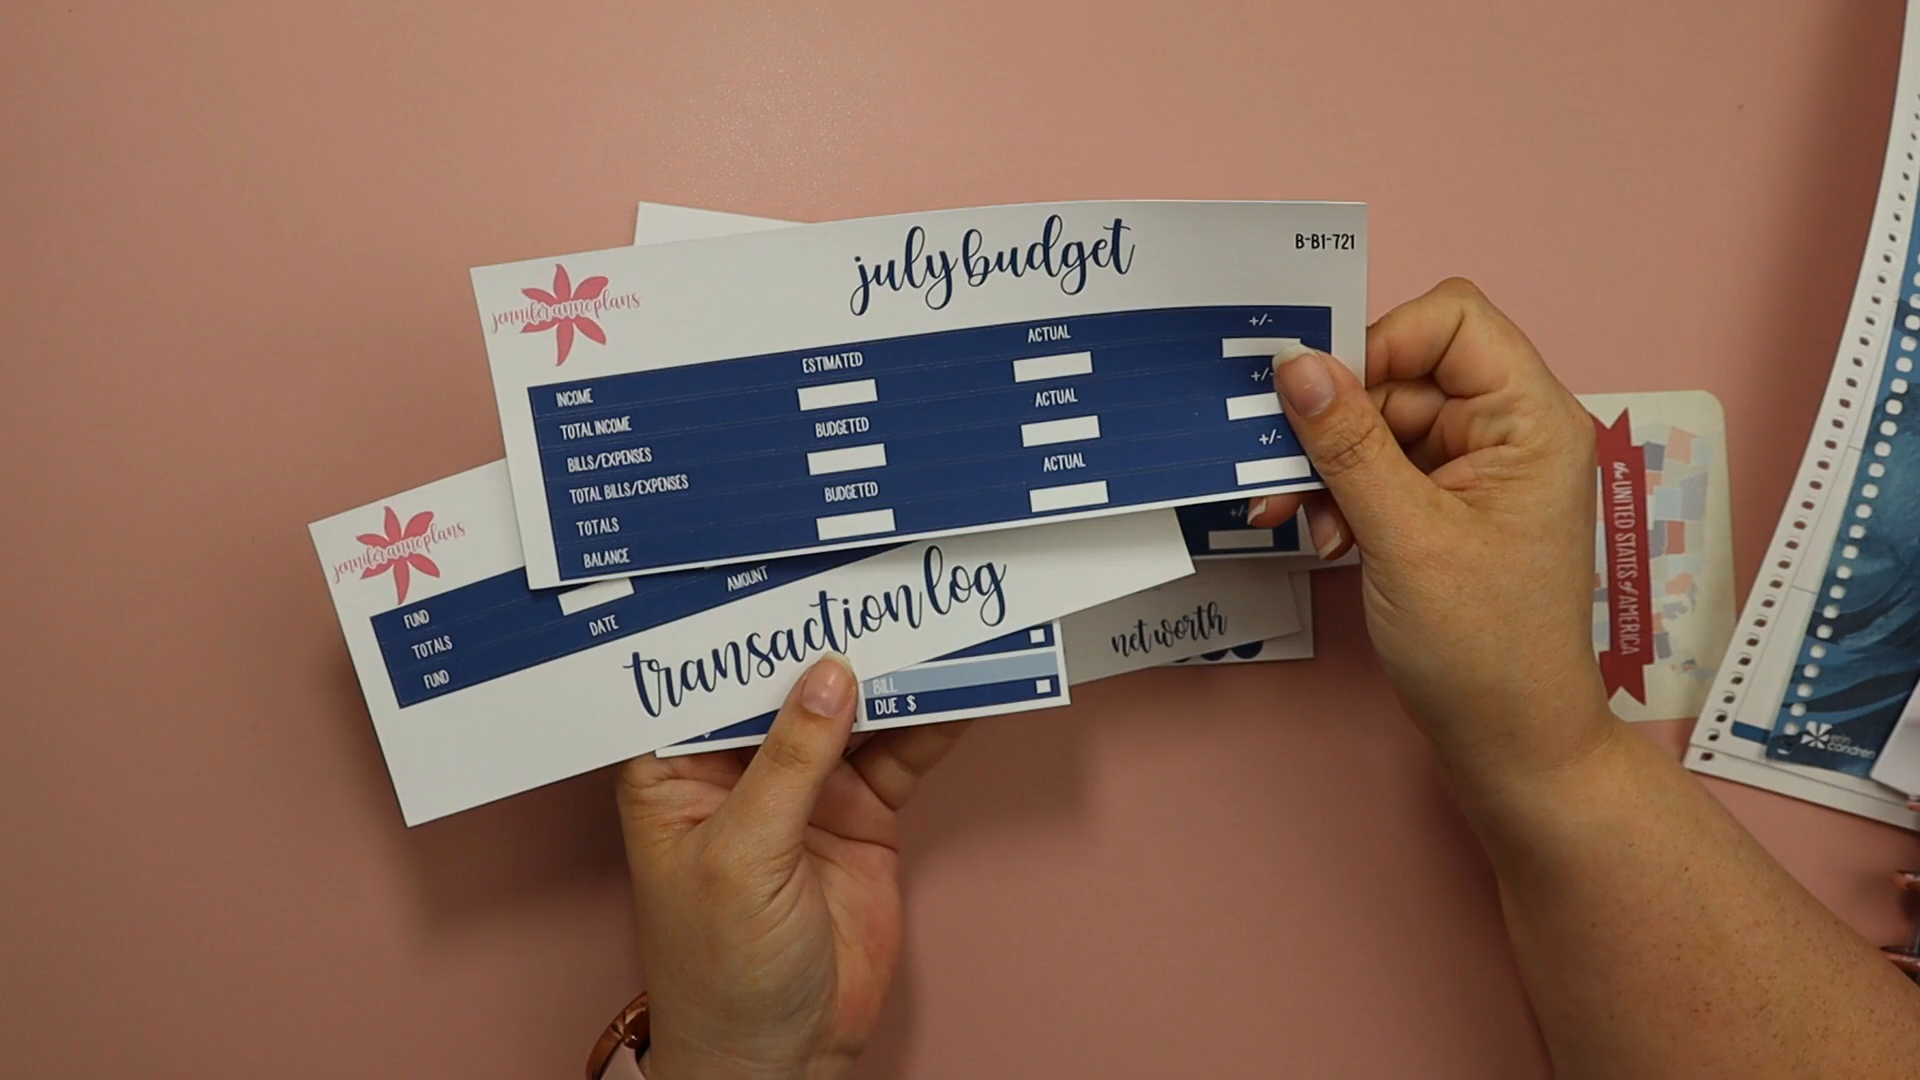 july budget
B-B1-721
jenniferanneplans
INCOME ESTIMATED ACTUAL +/-
TOTAL INCOME
BILLS/EXPENSES BUDGETED ACTUAL +/-
TOTAL BILLS/EXPENSES
TOTALS BUDGETED ACTUAL +/-
BALANCE
jenniferanneplans
FUND
TOTALS
FUND DATE AMOUNT
transaction log
BILL
DUE $
+/-
net worth
the UNITED STATES of AMERICA
erin
condren